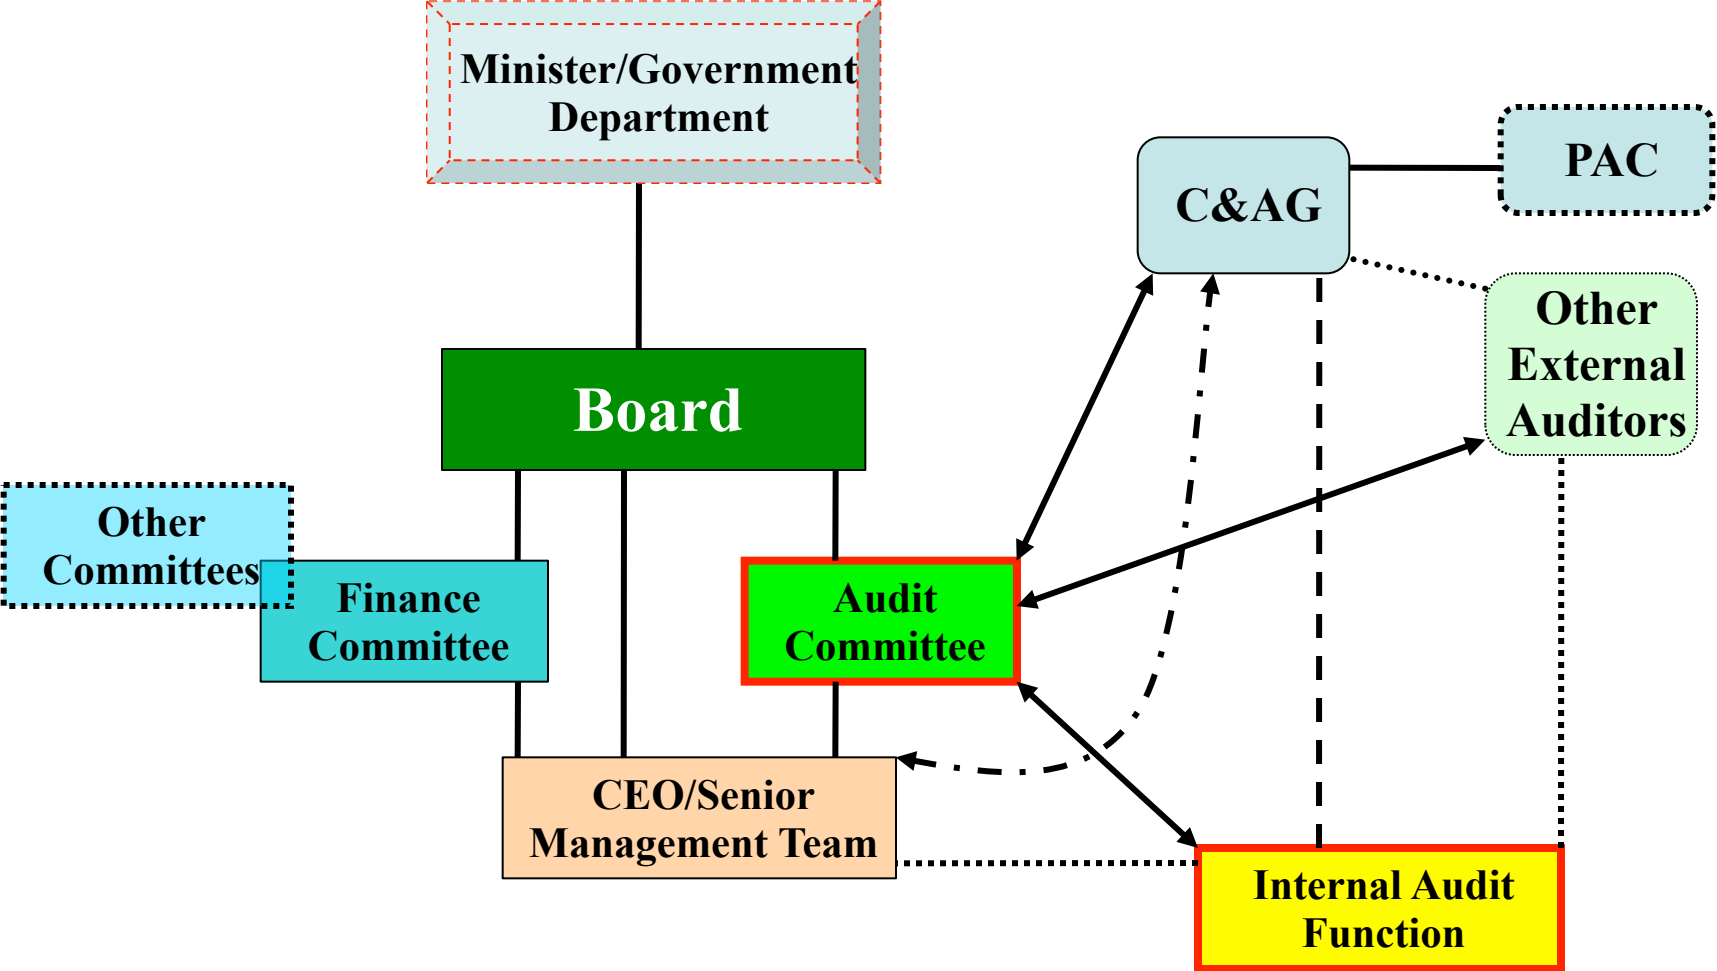 Minister/Government
Department
PAC
C&AG
Other
External
Auditors
Board
Other
Committees
Finance
Committee
Audit
Committee
CEO/Senior
Management Team
Internal Audit
Function